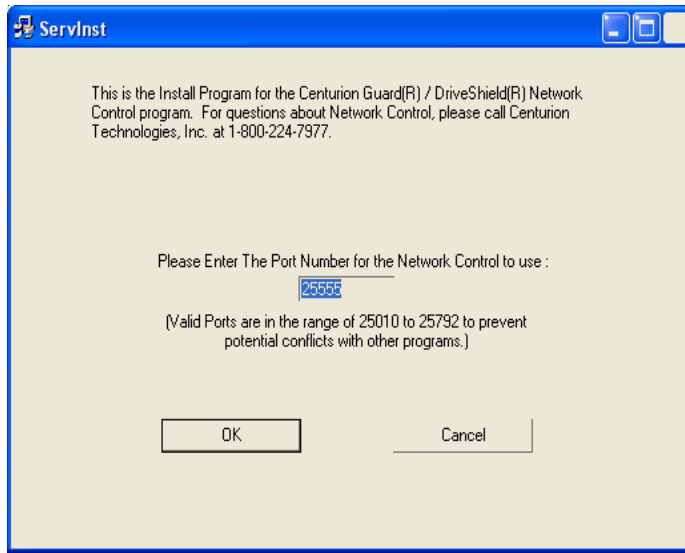 ServInst
This is the Install Program for the Centurion Guard(R) / DriveShield(R) Network
Control program. For questions about Network Control, please call Centurion
Technologies, Inc. at 1-800-224-7977.
Please Enter The Port Number for the Network Control to use :
25555
(Valid Ports are in the range of 25010 to 25792 to prevent
potential conflicts with other programs.)
OK
Cancel